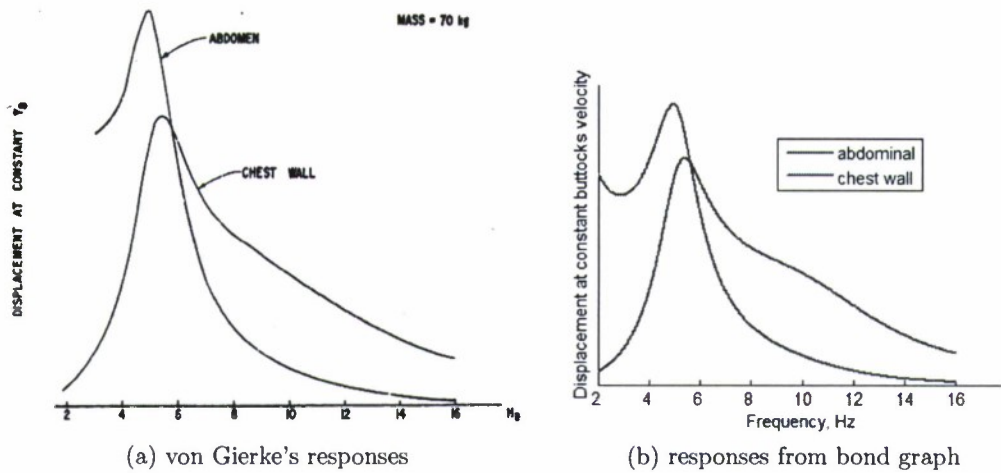 MASS = 70 kg
ABDOMEN
CHEST WALL
DISPLACEMENT AT CONSTANT
2 4 6 8 10 12 14 16
(a) von Gierke's responses
Displacement at constant buttocks velocity
abdominal
chest wall
2 4 6 8 10 12 14 16
Frequency, Hz
(b) responses from bond graph